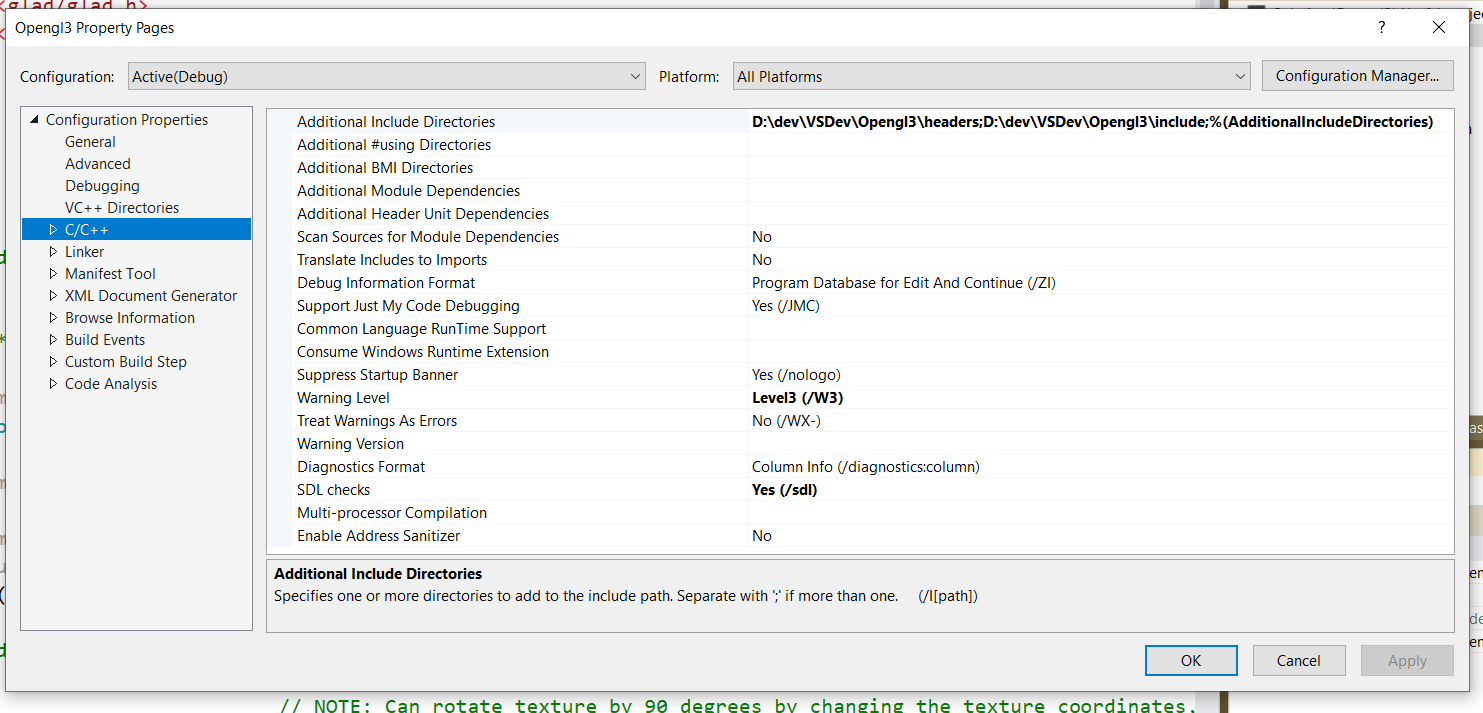 <glad/glad.h>
Opengl3 Property Pages
?
Configuration:
Active(Debug)
Platform:
All Platforms
Configuration Manager...
Configuration Properties
General
Advanced
Debugging
VC++ Directories
C/C++
Linker
Manifest Tool
XML Document Generator
Browse Information
Build Events
Custom Build Step
Code Analysis
Additional Include Directories D:\dev\VSDev\Opengl3\headers;D:\dev\VSDev\Opengl3\include;%(AdditionalIncludeDirectories)
Additional #using Directories
Additional BMI Directories
Additional Module Dependencies
Additional Header Unit Dependencies
Scan Sources for Module Dependencies No
Translate Includes to Imports No
Debug Information Format Program Database for Edit And Continue (/ZI)
Support Just My Code Debugging Yes (/JMC)
Common Language RunTime Support
Consume Windows Runtime Extension
Suppress Startup Banner Yes (/nologo)
Warning Level Level3 (/W3)
Treat Warnings As Errors No (/WX-)
Warning Version
Diagnostics Format Column Info (/diagnostics:column)
SDL checks Yes (/sdl)
Multi-processor Compilation
Enable Address Sanitizer No
Additional Include Directories
Specifies one or more directories to add to the include path. Separate with ';' if more than one. (/I[path])
OK
Cancel
Apply
// NOTE: Can rotate texture by 90 degrees by changing the texture coordinates.